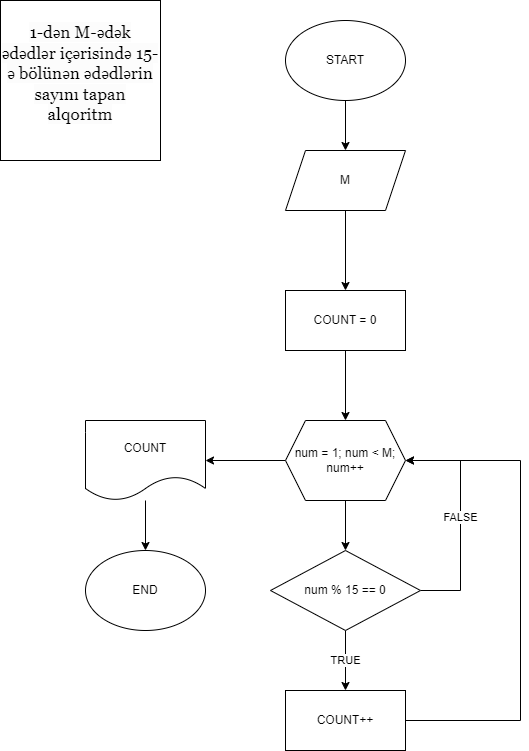 1-dən M-ədək
ədədlər içərisində 15-
ə bölünən ədədlərin
sayını tapan
alqoritm
START
M
COUNT = 0
num = 1; num < M;
num++
COUNT
FALSE
num % 15 == 0
END
TRUE
COUNT++